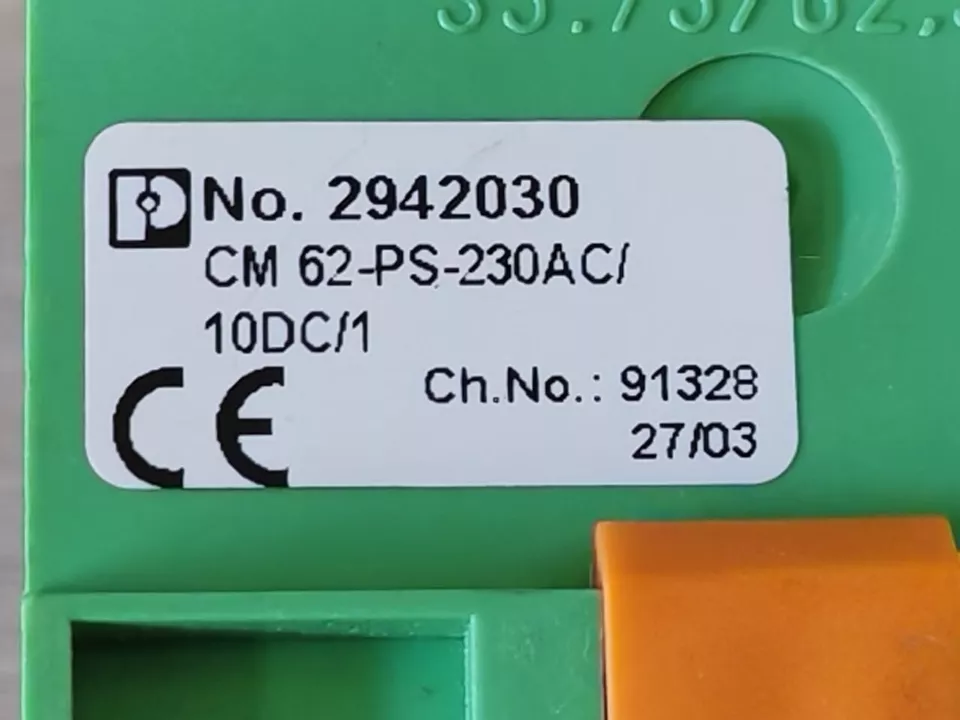 No. 2942030
CM 62-PS-230AC/
10DC/1
CE
Ch.No.: 91328
27/03